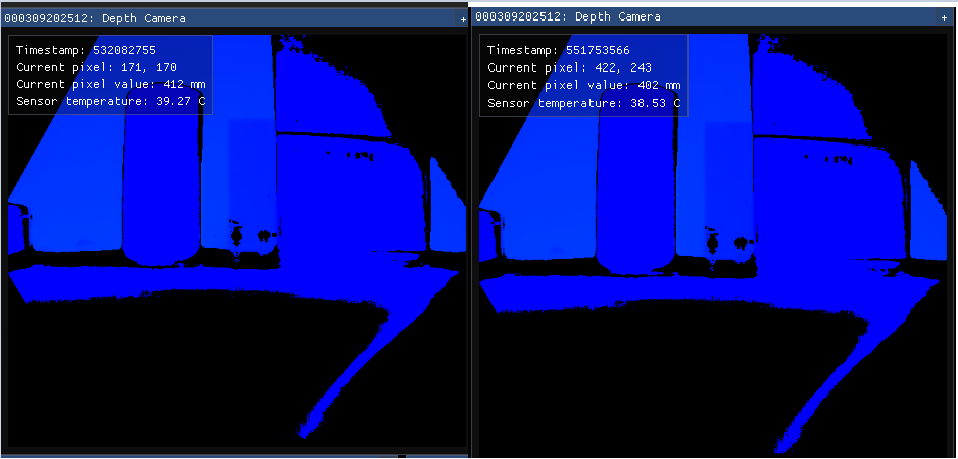 000309202512: Depth Camera
Timestamp: 532082755
Current pixel: 171, 170
Current pixel value: 412 mm
Sensor temperature: 39.27 C
000309202512: Depth Camera
Timestamp: 551753566
Current pixel: 422, 243
Current pixel value: 402 mm
Sensor temperature: 38.53 C